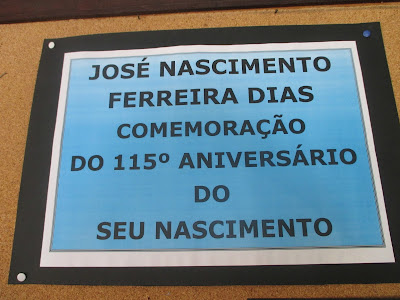 JOSÉ NASCIMENTO
FERREIRA DIAS
COMEMORAÇÃO
DO 115º ANIVERSÁRIO
DO
SEU NASCIMENTO